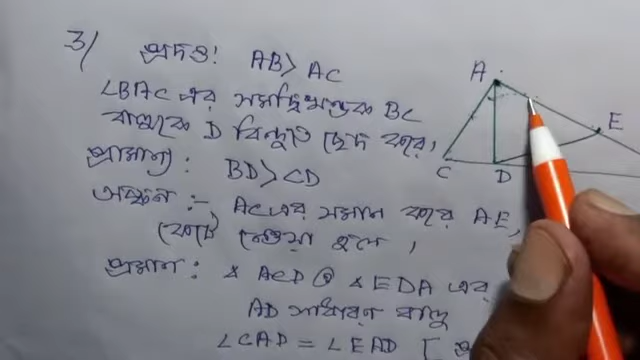 3/ প্রদত্ত: AB > AC
∠BAC এর সমদ্বিখণ্ডক BC
বাহুকে D বিন্দুতে ছেদ করে।
প্রামাণ্য: BD > CD
অঙ্কন :- AC এর সমান করে AE,
কেটে নেওয়া হল,
প্রমাণ: △ ACD ও △ EDA এর
AD সাধারণ বাহু
∠CAD = ∠EAD [
A
E
C
D